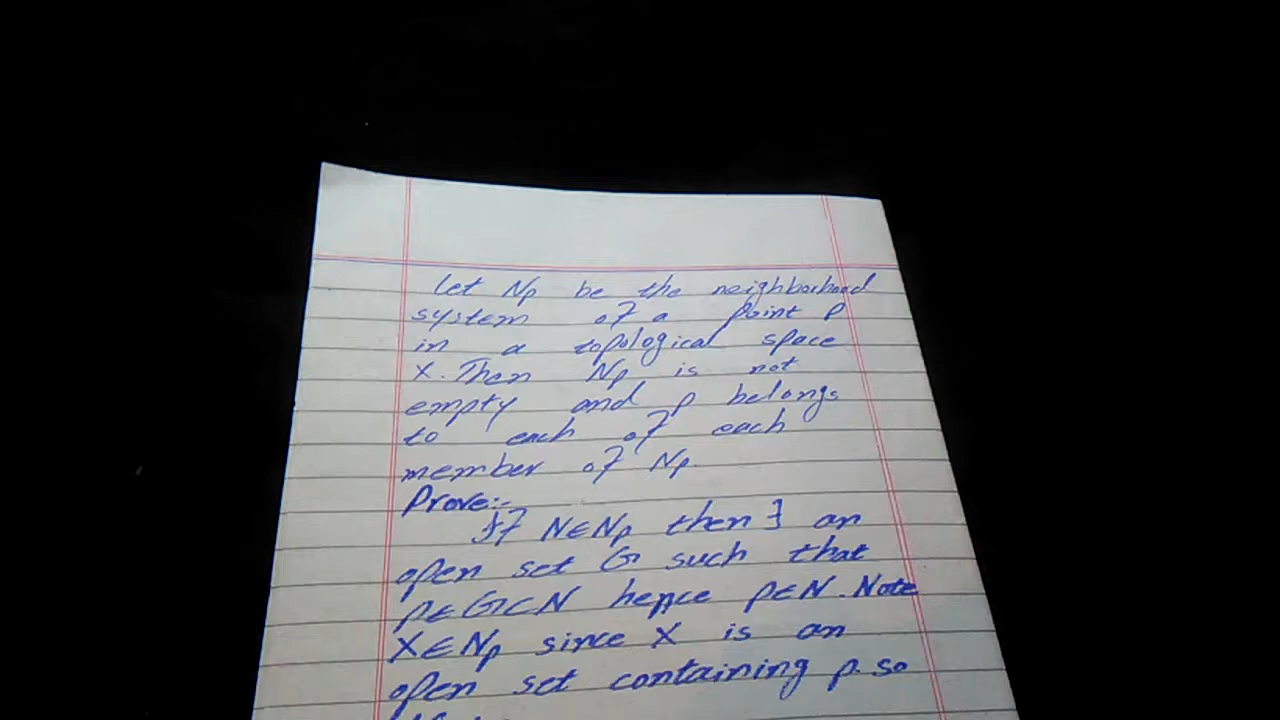 Let Np be the neighborhood
system of a point p
in a topological space
X. Then Np is not
empty and p belongs
to each of each
member of Np.
Prove:-
If N∈Np then ∃ an
open set G such that
p∈G⊂N hence p∈N. Note
X∈Np since X is an
open set containing p. so